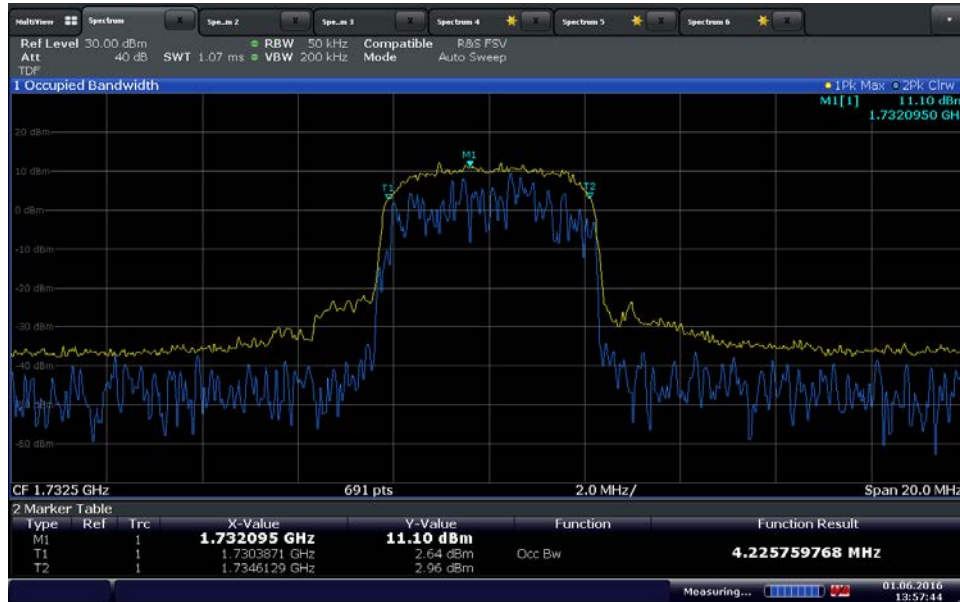 MultiView Spectrum X Spe...m 2 X Spe...m 3 X Spectrum 4 X Spectrum 5 X Spectrum 6 X
Ref Level 30.00 dBm RBW 50 kHz Compatible R&S FSV
Att 40 dB SWT 1.07 ms VBW 200 kHz Mode Auto Sweep
TDF
1 Occupied Bandwidth 1Pk Max 2Pk Clrw
M1[1] 11.10 dBm
1.7320950 GH
20 dBm
M1
10 dBm
T1 T2
0 dBm
-10 dBm
-20 dBm
-30 dBm
-40 dBm
-60 dBm
CF 1.7325 GHz 691 pts 2.0 MHz/ Span 20.0 MHz
2 Marker Table
Type Ref Trc X-Value Y-Value Function Function Result
M1 1 1.732095 GHz 11.10 dBm
T1 1 1.7303871 GHz 2.64 dBm Occ Bw 4.225759768 MHz
T2 1 1.7346129 GHz 2.96 dBm
Measuring... 01.06.2016
13:57:44